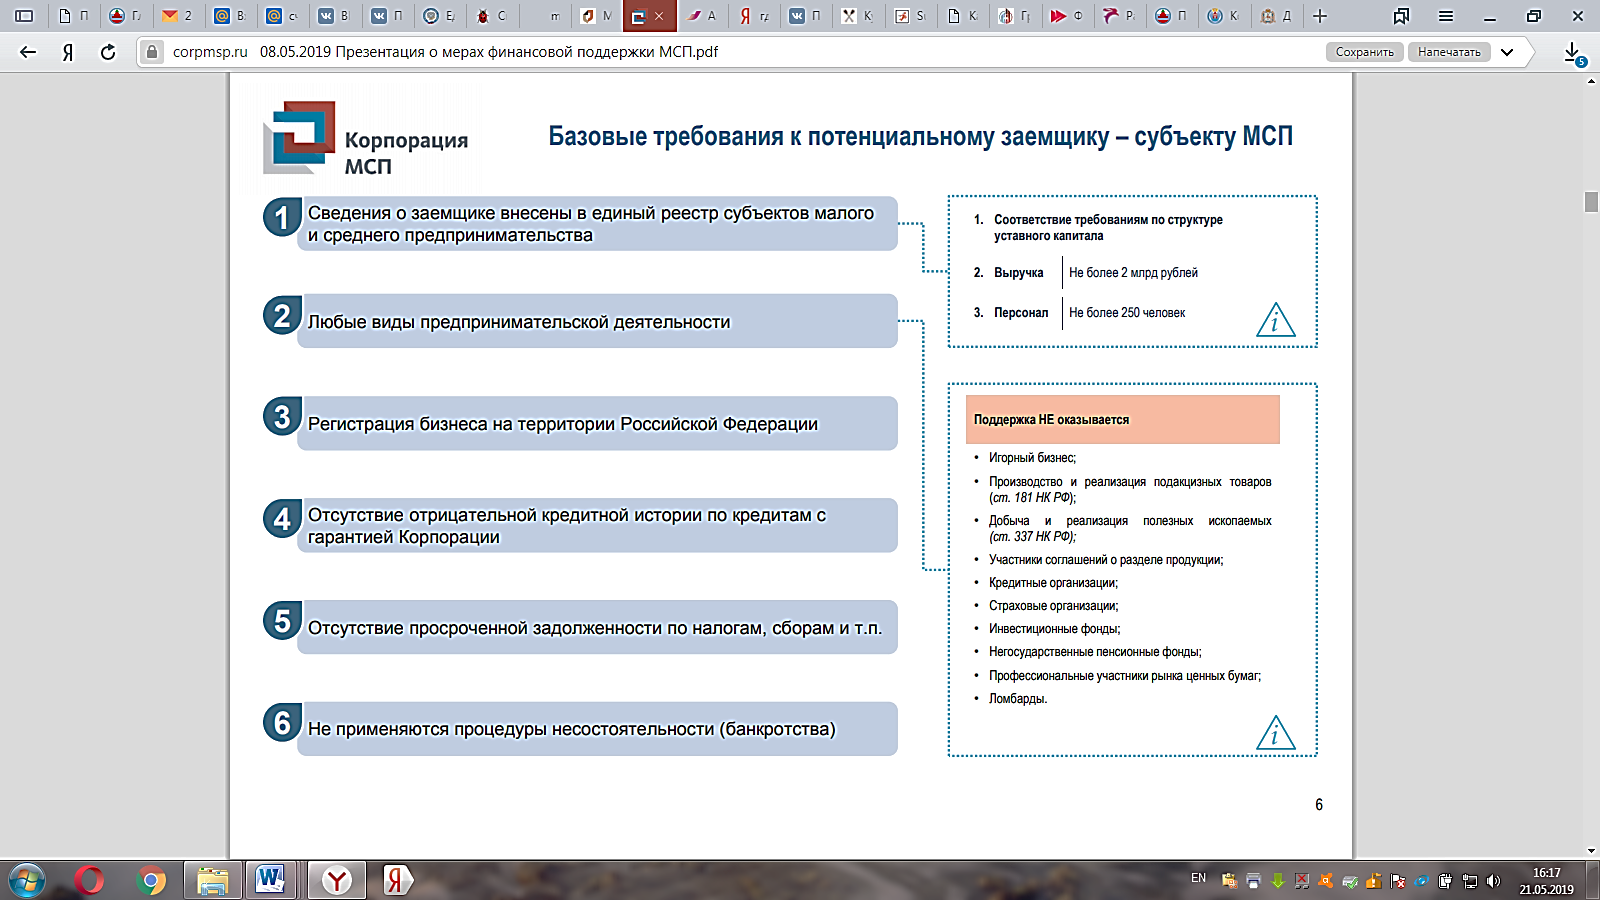 corpmsp.ru 08.05.2019 Презентация о мерах финансовой поддержки МСП.pdf
Сохранить
Напечатать
5
Корпорация
МСП
Базовые требования к потенциальному заемщику – субъекту МСП
1
Сведения о заемщике внесены в единый реестр субъектов малого
и среднего предпринимательства
2
Любые виды предпринимательской деятельности
3
Регистрация бизнеса на территории Российской Федерации
4
Отсутствие отрицательной кредитной истории по кредитам с
гарантией Корпорации
5
Отсутствие просроченной задолженности по налогам, сборам и т.п.
6
Не применяются процедуры несостоятельности (банкротства)
1. Соответствие требованиям по структуре
уставного капитала
2. Выручка Не более 2 млрд рублей
3. Персонал Не более 250 человек
i
Поддержка НЕ оказывается
• Игорный бизнес;
• Производство и реализация подакцизных товаров
(ст. 181 НК РФ);
• Добыча и реализация полезных ископаемых
(ст. 337 НК РФ);
• Участники соглашений о разделе продукции;
• Кредитные организации;
• Страховые организации;
• Инвестиционные фонды;
• Негосударственные пенсионные фонды;
• Профессиональные участники рынка ценных бумаг;
• Ломбарды.
i
6
EN
16:17
21.05.2019